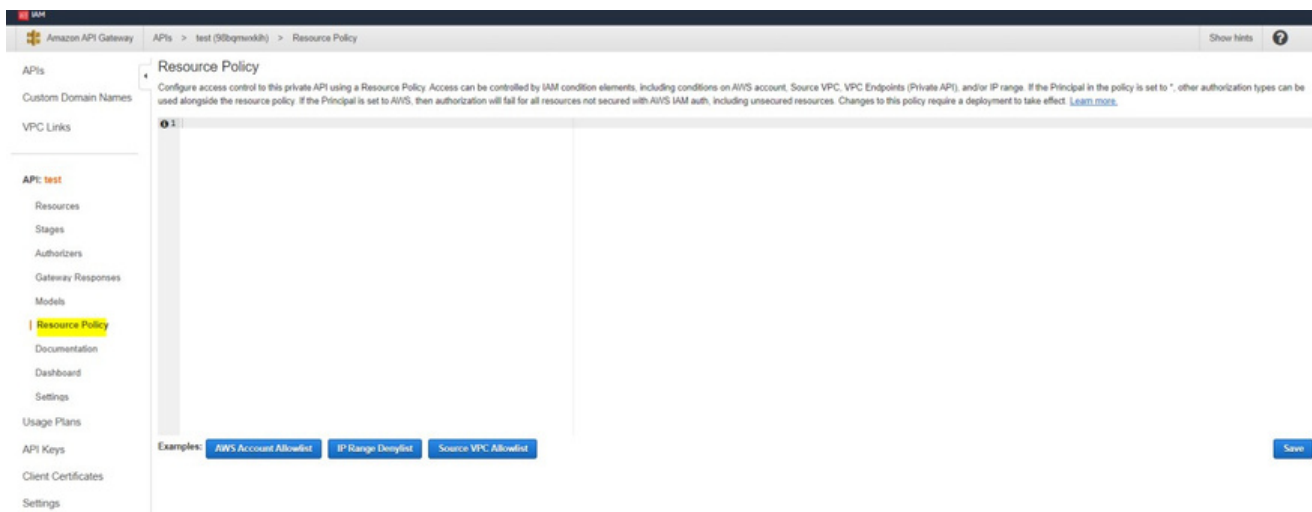 IAM
Amazon API Gateway
APIs > test (98bqmwxkih) > Resource Policy
Show hints
APIs
Custom Domain Names
VPC Links
API: test
Resources
Stages
Authorizers
Gateway Responses
Models
Resource Policy
Documentation
Dashboard
Settings
Usage Plans
API Keys
Client Certificates
Settings
Resource Policy
Configure access control to this private API using a Resource Policy. Access can be controlled by IAM condition elements, including conditions on AWS account, Source VPC, VPC Endpoints (Private API), and/or IP range. If the Principal in the policy is set to *, other authorization types can be
used alongside the resource policy. If the Principal is set to AWS, then authorization will fail for all resources not secured with AWS IAM auth, including unsecured resources. Changes to this policy require a deployment to take effect. Learn more.
1
Examples: AWS Account Allowlist IP Range Denylist Source VPC Allowlist
Save